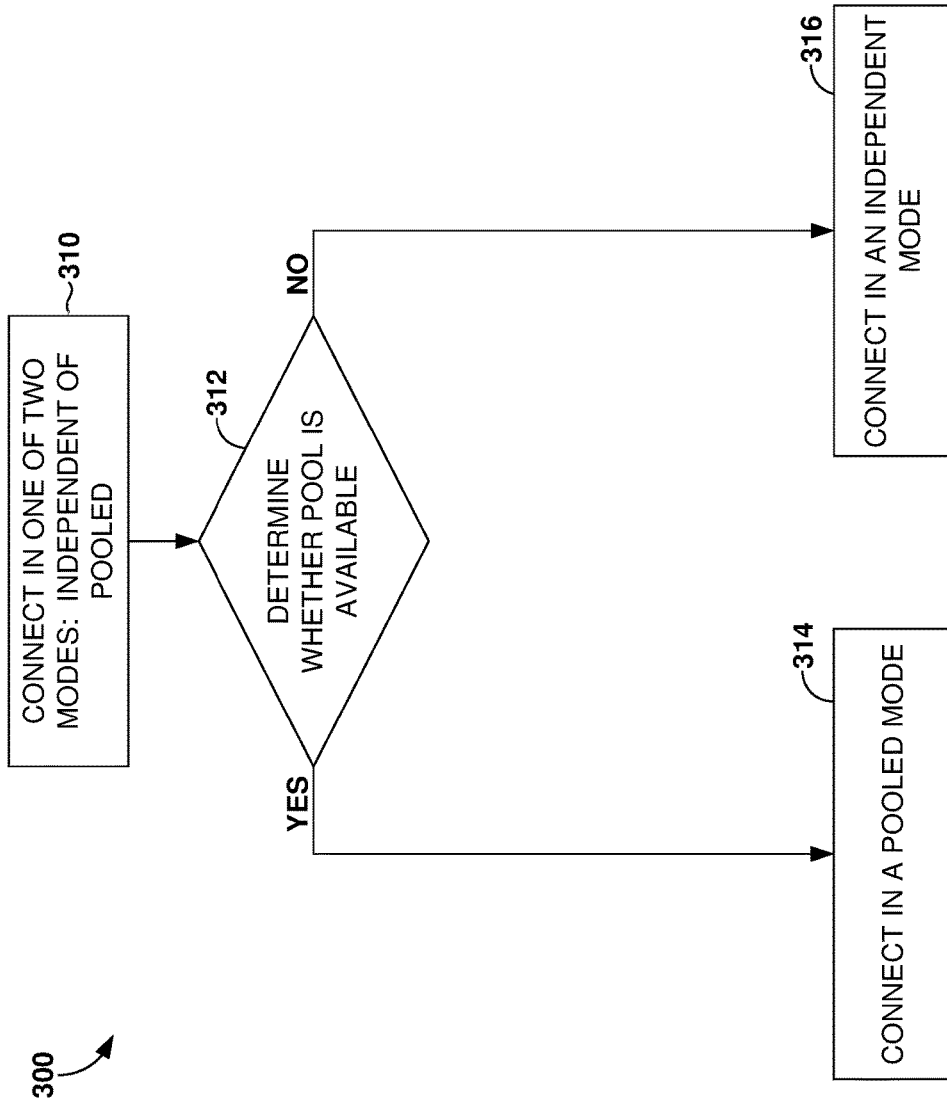 300
CONNECT IN ONE OF TWO
MODES: INDEPENDENT OF
POOLED
310
312
DETERMINE
WHETHER POOL IS
AVAILABLE
YES
NO
314
CONNECT IN A POOLED MODE
316
CONNECT IN AN INDEPENDENT
MODE